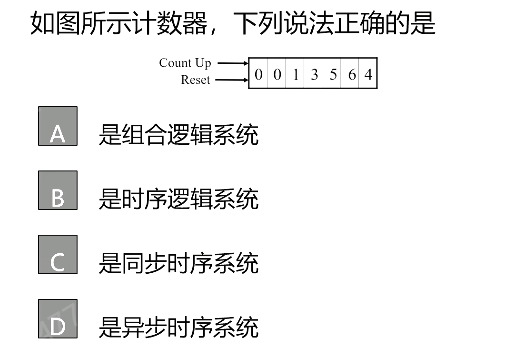 如图所示计数器，下列说法正确的是
Count Up
Reset
0 0 1 3 5 6 4
A 是组合逻辑系统
B 是时序逻辑系统
C 是同步时序系统
D 是异步时序系统